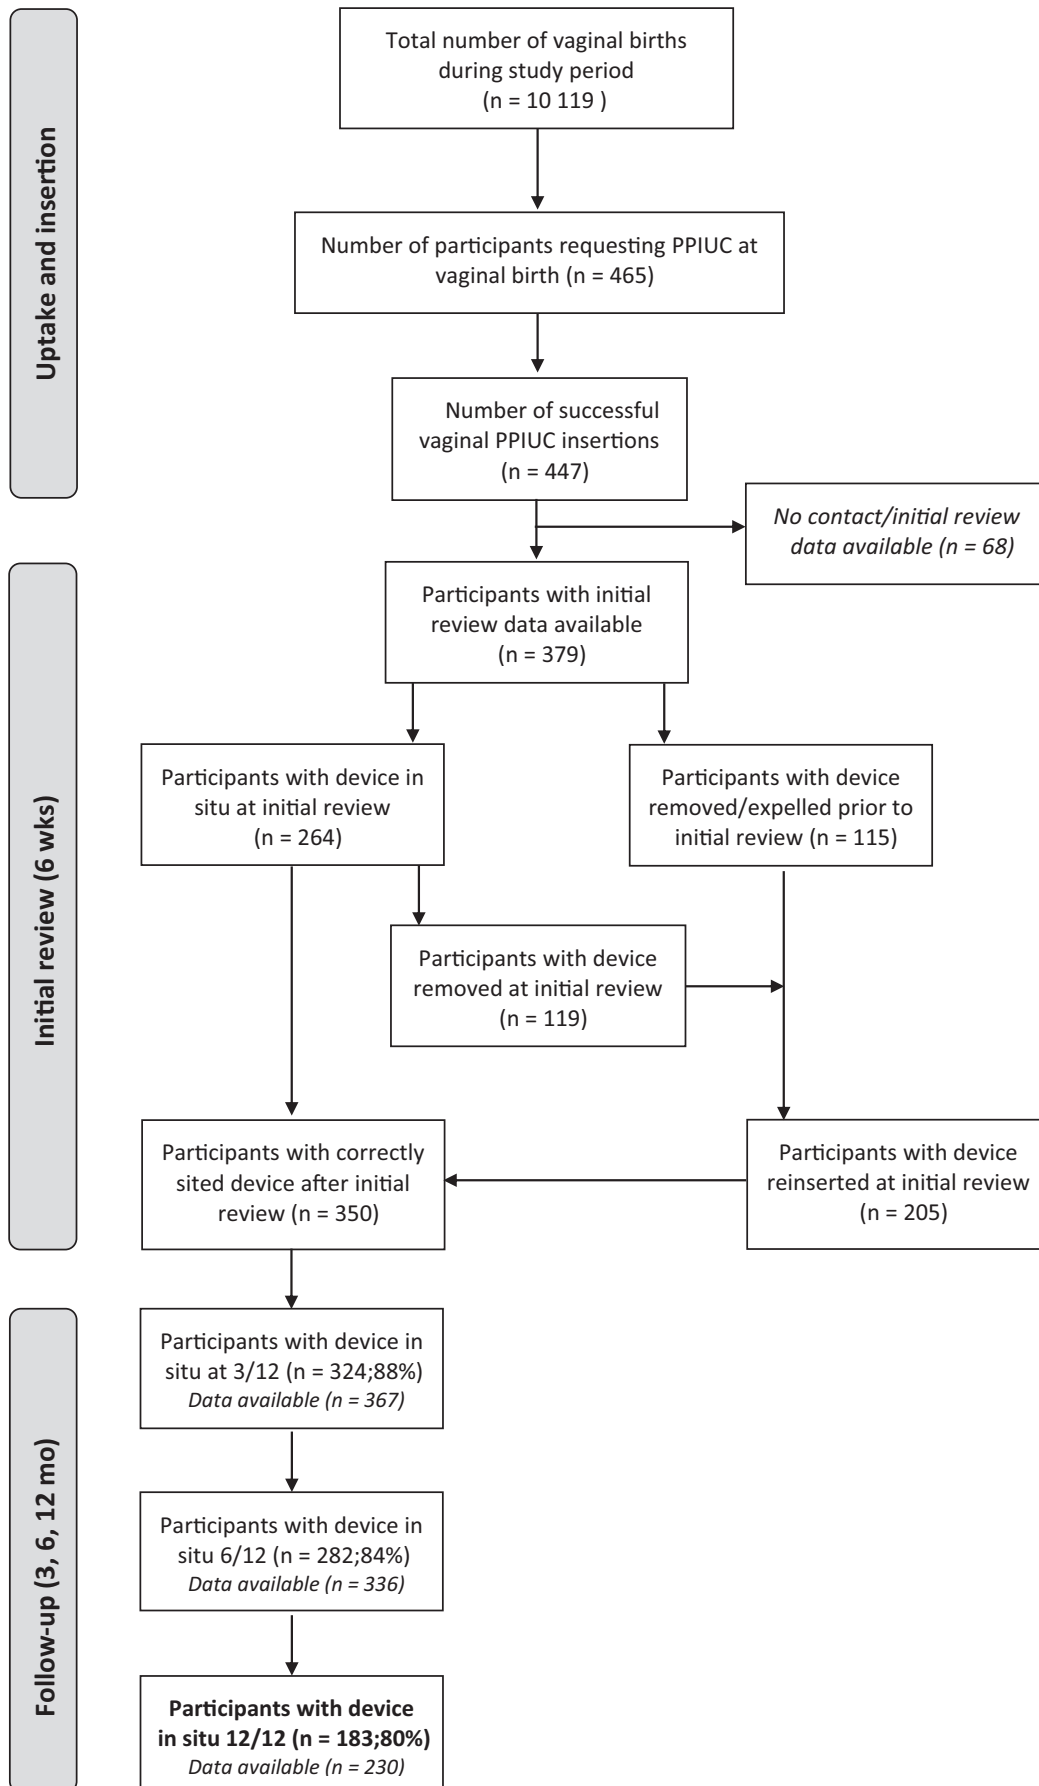 Uptake and insertion
Total number of vaginal births
during study period
(n = 10 119 )
Number of participants requesting PPIUC at
vaginal birth (n = 465)
Number of successful
vaginal PPIUC insertions
(n = 447)
No contact/initial review
data available (n = 68)
Initial review (6 wks)
Participants with initial
review data available
(n = 379)
Participants with device in
situ at initial review
(n = 264)
Participants with device
removed/expelled prior to
initial review (n = 115)
Participants with device
removed at initial review
(n = 119)
Participants with correctly
sited device after initial
review (n = 350)
Participants with device
reinserted at initial review
(n = 205)
Follow-up (3, 6, 12 mo)
Participants with device in
situ at 3/12 (n = 324;88%)
Data available (n = 367)
Participants with device in
situ 6/12 (n = 282;84%)
Data available (n = 336)
Participants with device
in situ 12/12 (n = 183;80%)
Data available (n = 230)